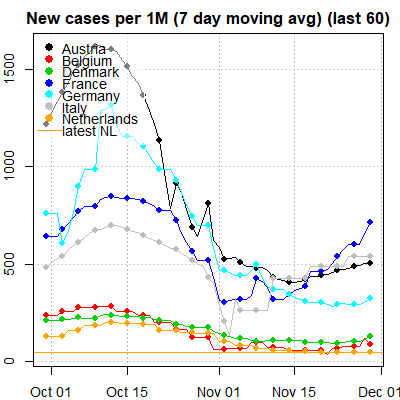 New cases per 1M (7 day moving avg) (last 60)
1500
1000
500
0
Austria
Belgium
Denmark
France
Germany
Italy
Netherlands
latest NL
Oct 01
Oct 15
Nov 01
Nov 15
Dec 01